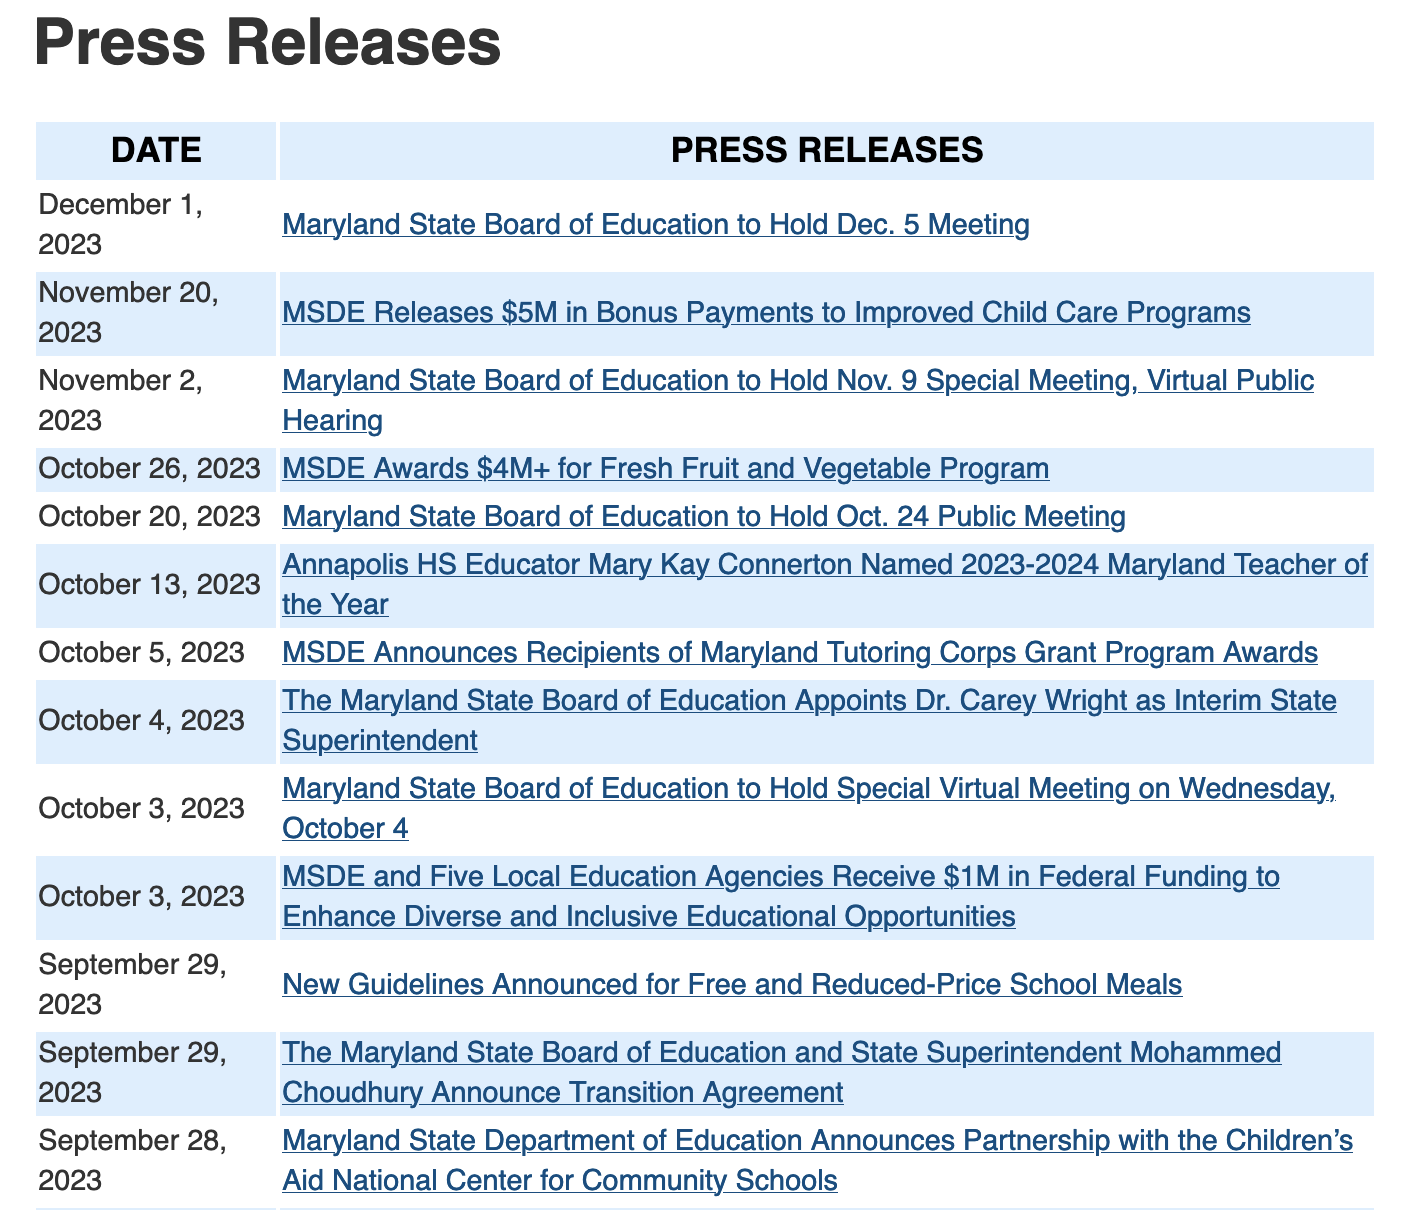 Press Releases
DATE
PRESS RELEASES
December 1,
2023
Maryland State Board of Education to Hold Dec. 5 Meeting
November 20,
2023
MSDE Releases $5M in Bonus Payments to Improved Child Care Programs
November 2,
2023
Maryland State Board of Education to Hold Nov. 9 Special Meeting, Virtual Public
Hearing
October 26, 2023
MSDE Awards $4M+ for Fresh Fruit and Vegetable Program
October 20, 2023
Maryland State Board of Education to Hold Oct. 24 Public Meeting
October 13, 2023
Annapolis HS Educator Mary Kay Connerton Named 2023-2024 Maryland Teacher of
the Year
October 5, 2023
MSDE Announces Recipients of Maryland Tutoring Corps Grant Program Awards
October 4, 2023
The Maryland State Board of Education Appoints Dr. Carey Wright as Interim State
Superintendent
October 3, 2023
Maryland State Board of Education to Hold Special Virtual Meeting on Wednesday,
October 4
October 3, 2023
MSDE and Five Local Education Agencies Receive $1M in Federal Funding to
Enhance Diverse and Inclusive Educational Opportunities
September 29,
2023
New Guidelines Announced for Free and Reduced-Price School Meals
September 29,
2023
The Maryland State Board of Education and State Superintendent Mohammed
Choudhury Announce Transition Agreement
September 28,
2023
Maryland State Department of Education Announces Partnership with the Children’s
Aid National Center for Community Schools